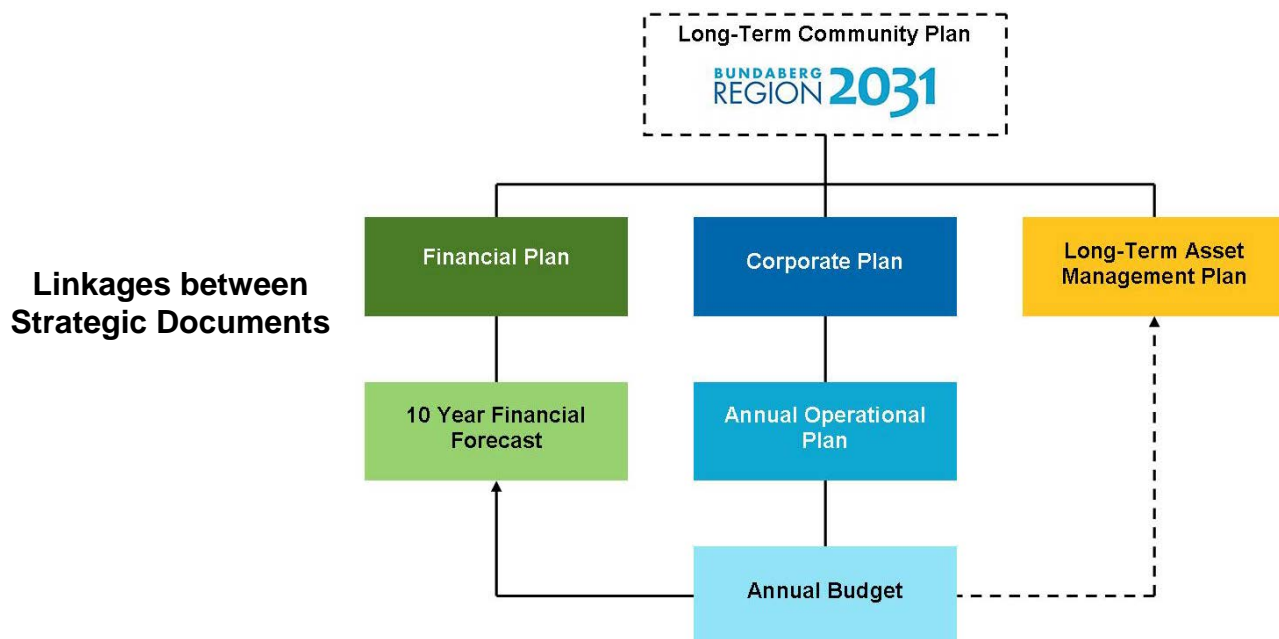 Long-Term Community Plan
BUNDABERG
REGION 2031
Linkages between
Strategic Documents
Financial Plan
Corporate Plan
Long-Term Asset
Management Plan
10 Year Financial
Forecast
Annual Operational
Plan
Annual Budget